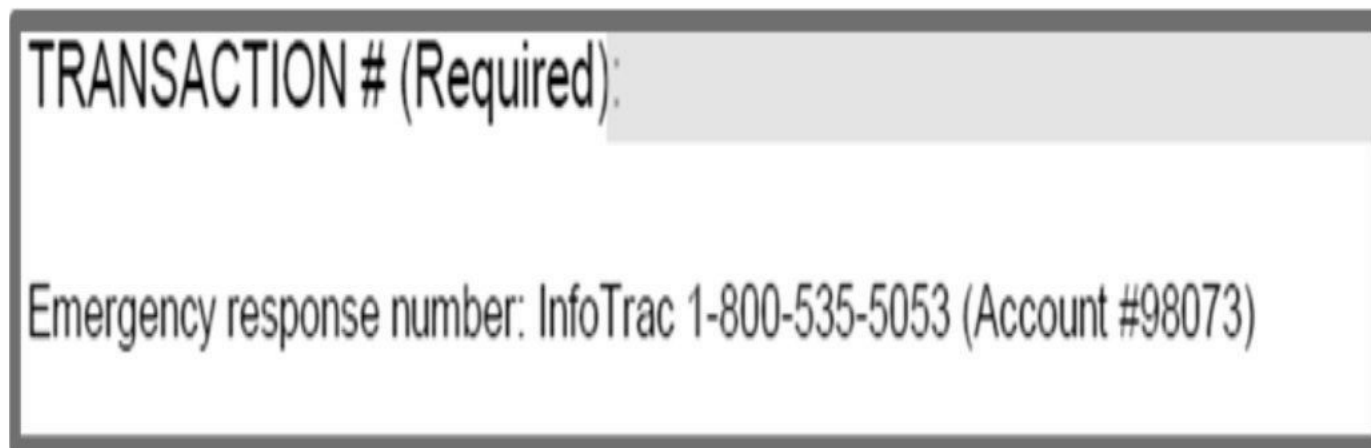 TRANSACTION # (Required):
Emergency response number: InfoTrac 1-800-535-5053 (Account #98073)